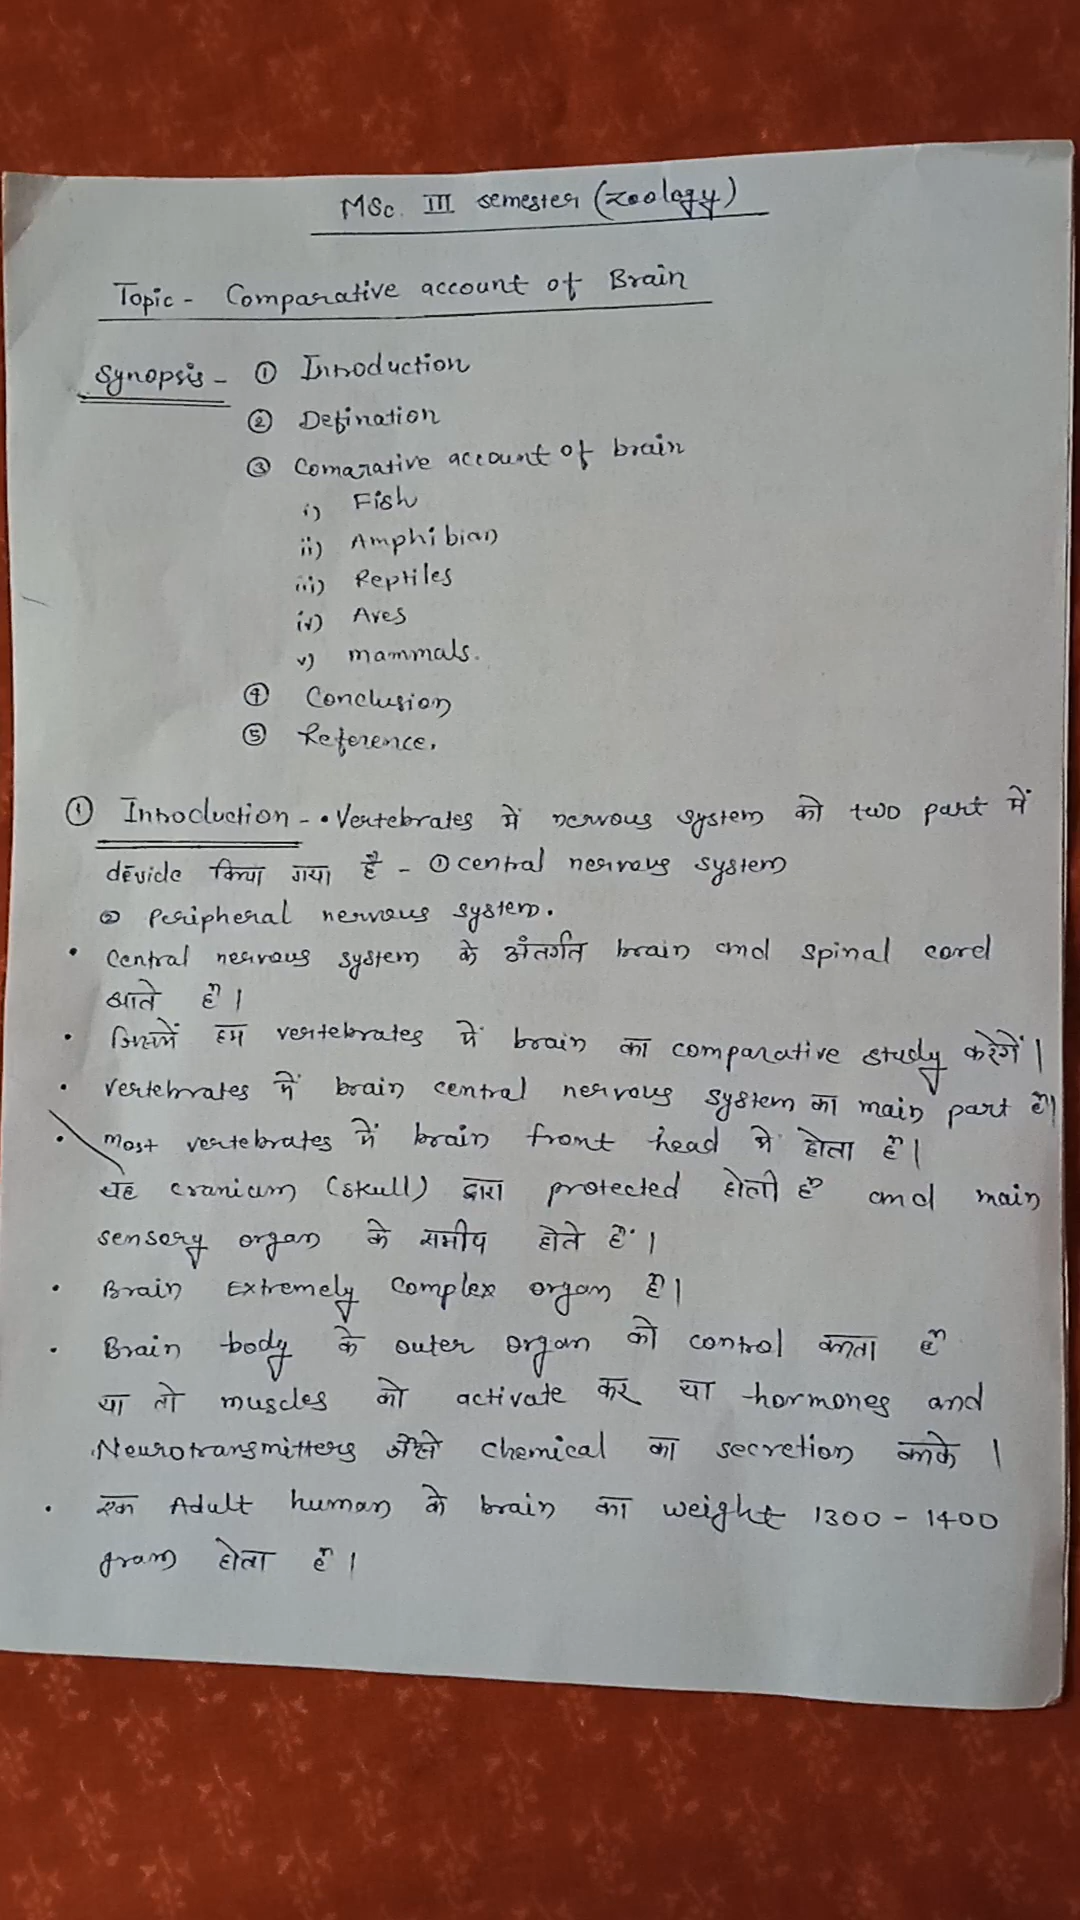 MSc. III semester (zoology)
Topic - Comparative account of Brain
Synopsis - ① Introduction
② Defination
③ Comarative account of brain
i) Fish
ii) Amphibian
iii) Reptiles
iv) Aves
v) mammals.
④ Conclusion
⑤ Reference.
① Introduction - • Vertebrates में nervous system को two part में
devide किया गया है - ① central nervous system
② Peripheral nervous system.
• Central nervous system के अंतर्गत brain and spinal cord
आते है।
• जिसमें हम vertebrates में brain का comparative study करेगें।
• vertebrates में brain central nervous system का main part है।
• most vertebrates में brain front head मे होता है।
यह cranium (skull) द्वारा protected होती है and main
sensory organ के समीप होते हैं।
• Brain Extremely Complex organ है।
• Brain body के outer organ को control करता है
या तो muscles को activate कर या hormones and
Neurotransmitters जैसे chemical का secretion करके ।
• एक Adult human के brain का weight 1300 - 1400
gram होता है।